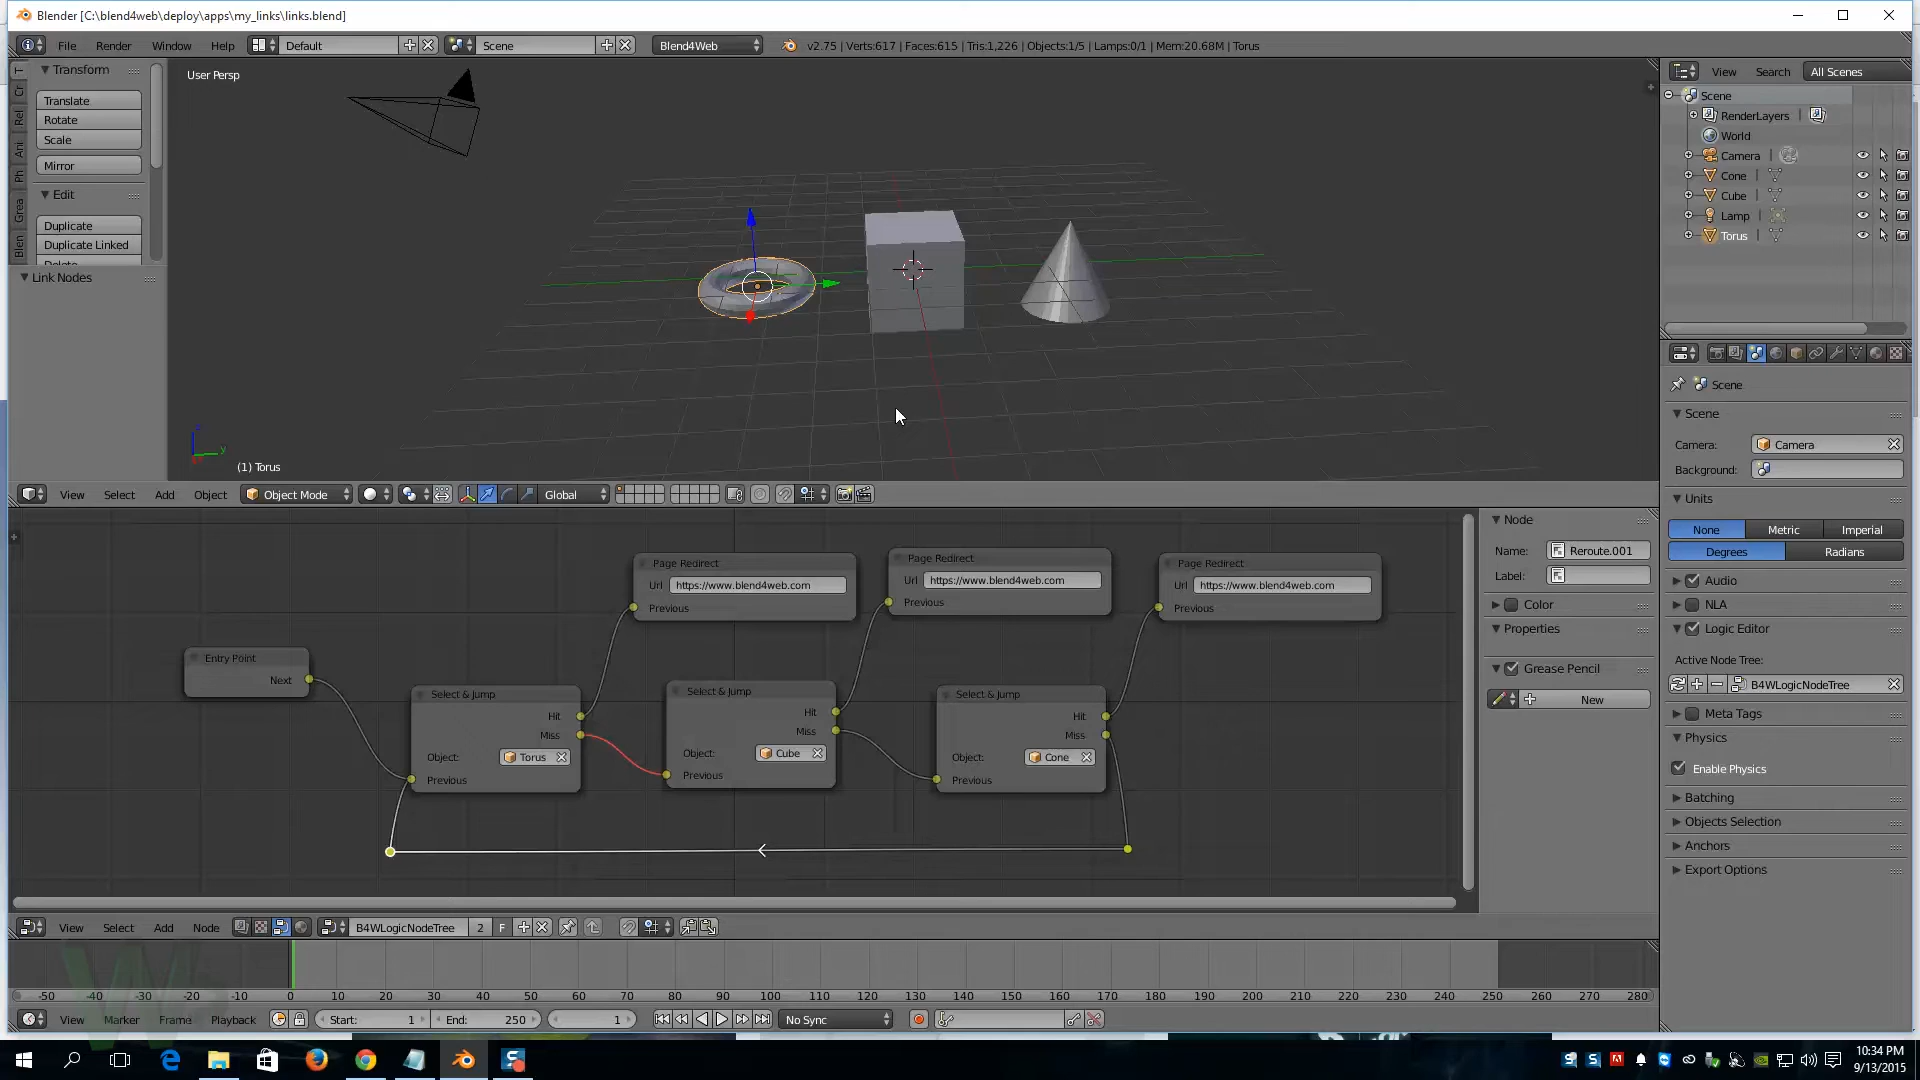 Blender [C:\blend4web\deploy\apps\my_links\links.blend]
File Render Window Help Default Scene Blend4Web v2.75 | Verts:617 | Faces:615 | Tris:1,226 | Objects:1/5 | Lamps:0/1 | Mem:20.68M | Torus
Transform
Translate
Rotate
Scale
Mirror
Edit
Duplicate
Duplicate Linked
Link Nodes
T
Cr
Rel
Ani
Ph
Grea
Blen
User Persp
(1) Torus
View Search All Scenes
Scene
RenderLayers
World
Camera
Cone
Cube
Lamp
Torus
View Select Add Object Object Mode Global
Page Redirect
Url https://www.blend4web.com
Previous
Page Redirect
Url https://www.blend4web.com
Previous
Page Redirect
Url https://www.blend4web.com
Previous
Entry Point
Next
Select & Jump
Hit
Miss
Object: Torus
Previous
Select & Jump
Hit
Miss
Object: Cube
Previous
Select & Jump
Hit
Miss
Object: Cone
Previous
Node
Name: Reroute.001
Label:
Color
Properties
Grease Pencil
New
Scene
Scene
Camera: Camera
Background:
Units
None Metric Imperial
Degrees Radians
Audio
NLA
Logic Editor
Active Node Tree:
B4WLogicNodeTree
Meta Tags
Physics
Enable Physics
Batching
Objects Selection
Anchors
Export Options
View Select Add Node B4WLogicNodeTree 2 F
-50 -40 -30 -20 -10 0 10 20 30 40 50 60 70 80 90 100 110 120 130 140 150 160 170 180 190 200 210 220 230 240 250 260 270 280
View Marker Frame Playback Start: 1 End: 250 1 No Sync
10:34 PM
9/13/2015